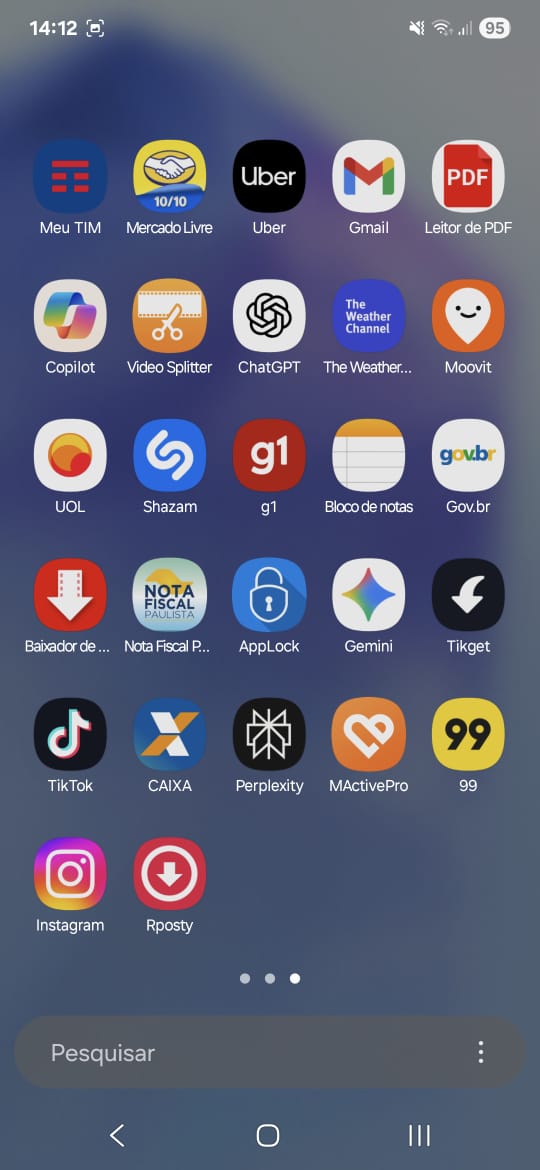 14:12
95
Uber
PDF
10/10
Meu TIM
Mercado Livre
Uber
Gmail
Leitor de PDF
The
Weather
Channel
Copilot
Video Splitter
ChatGPT
The Weather...
Moovit
g1
gov.br
UOL
Shazam
g1
Bloco de notas
Gov.br
NOTA
FISCAL
PAULISTA
Baixador de ...
Nota Fiscal P...
AppLock
Gemini
Tikget
99
TikTok
CAIXA
Perplexity
MActivePro
99
Instagram
Rposty
Pesquisar